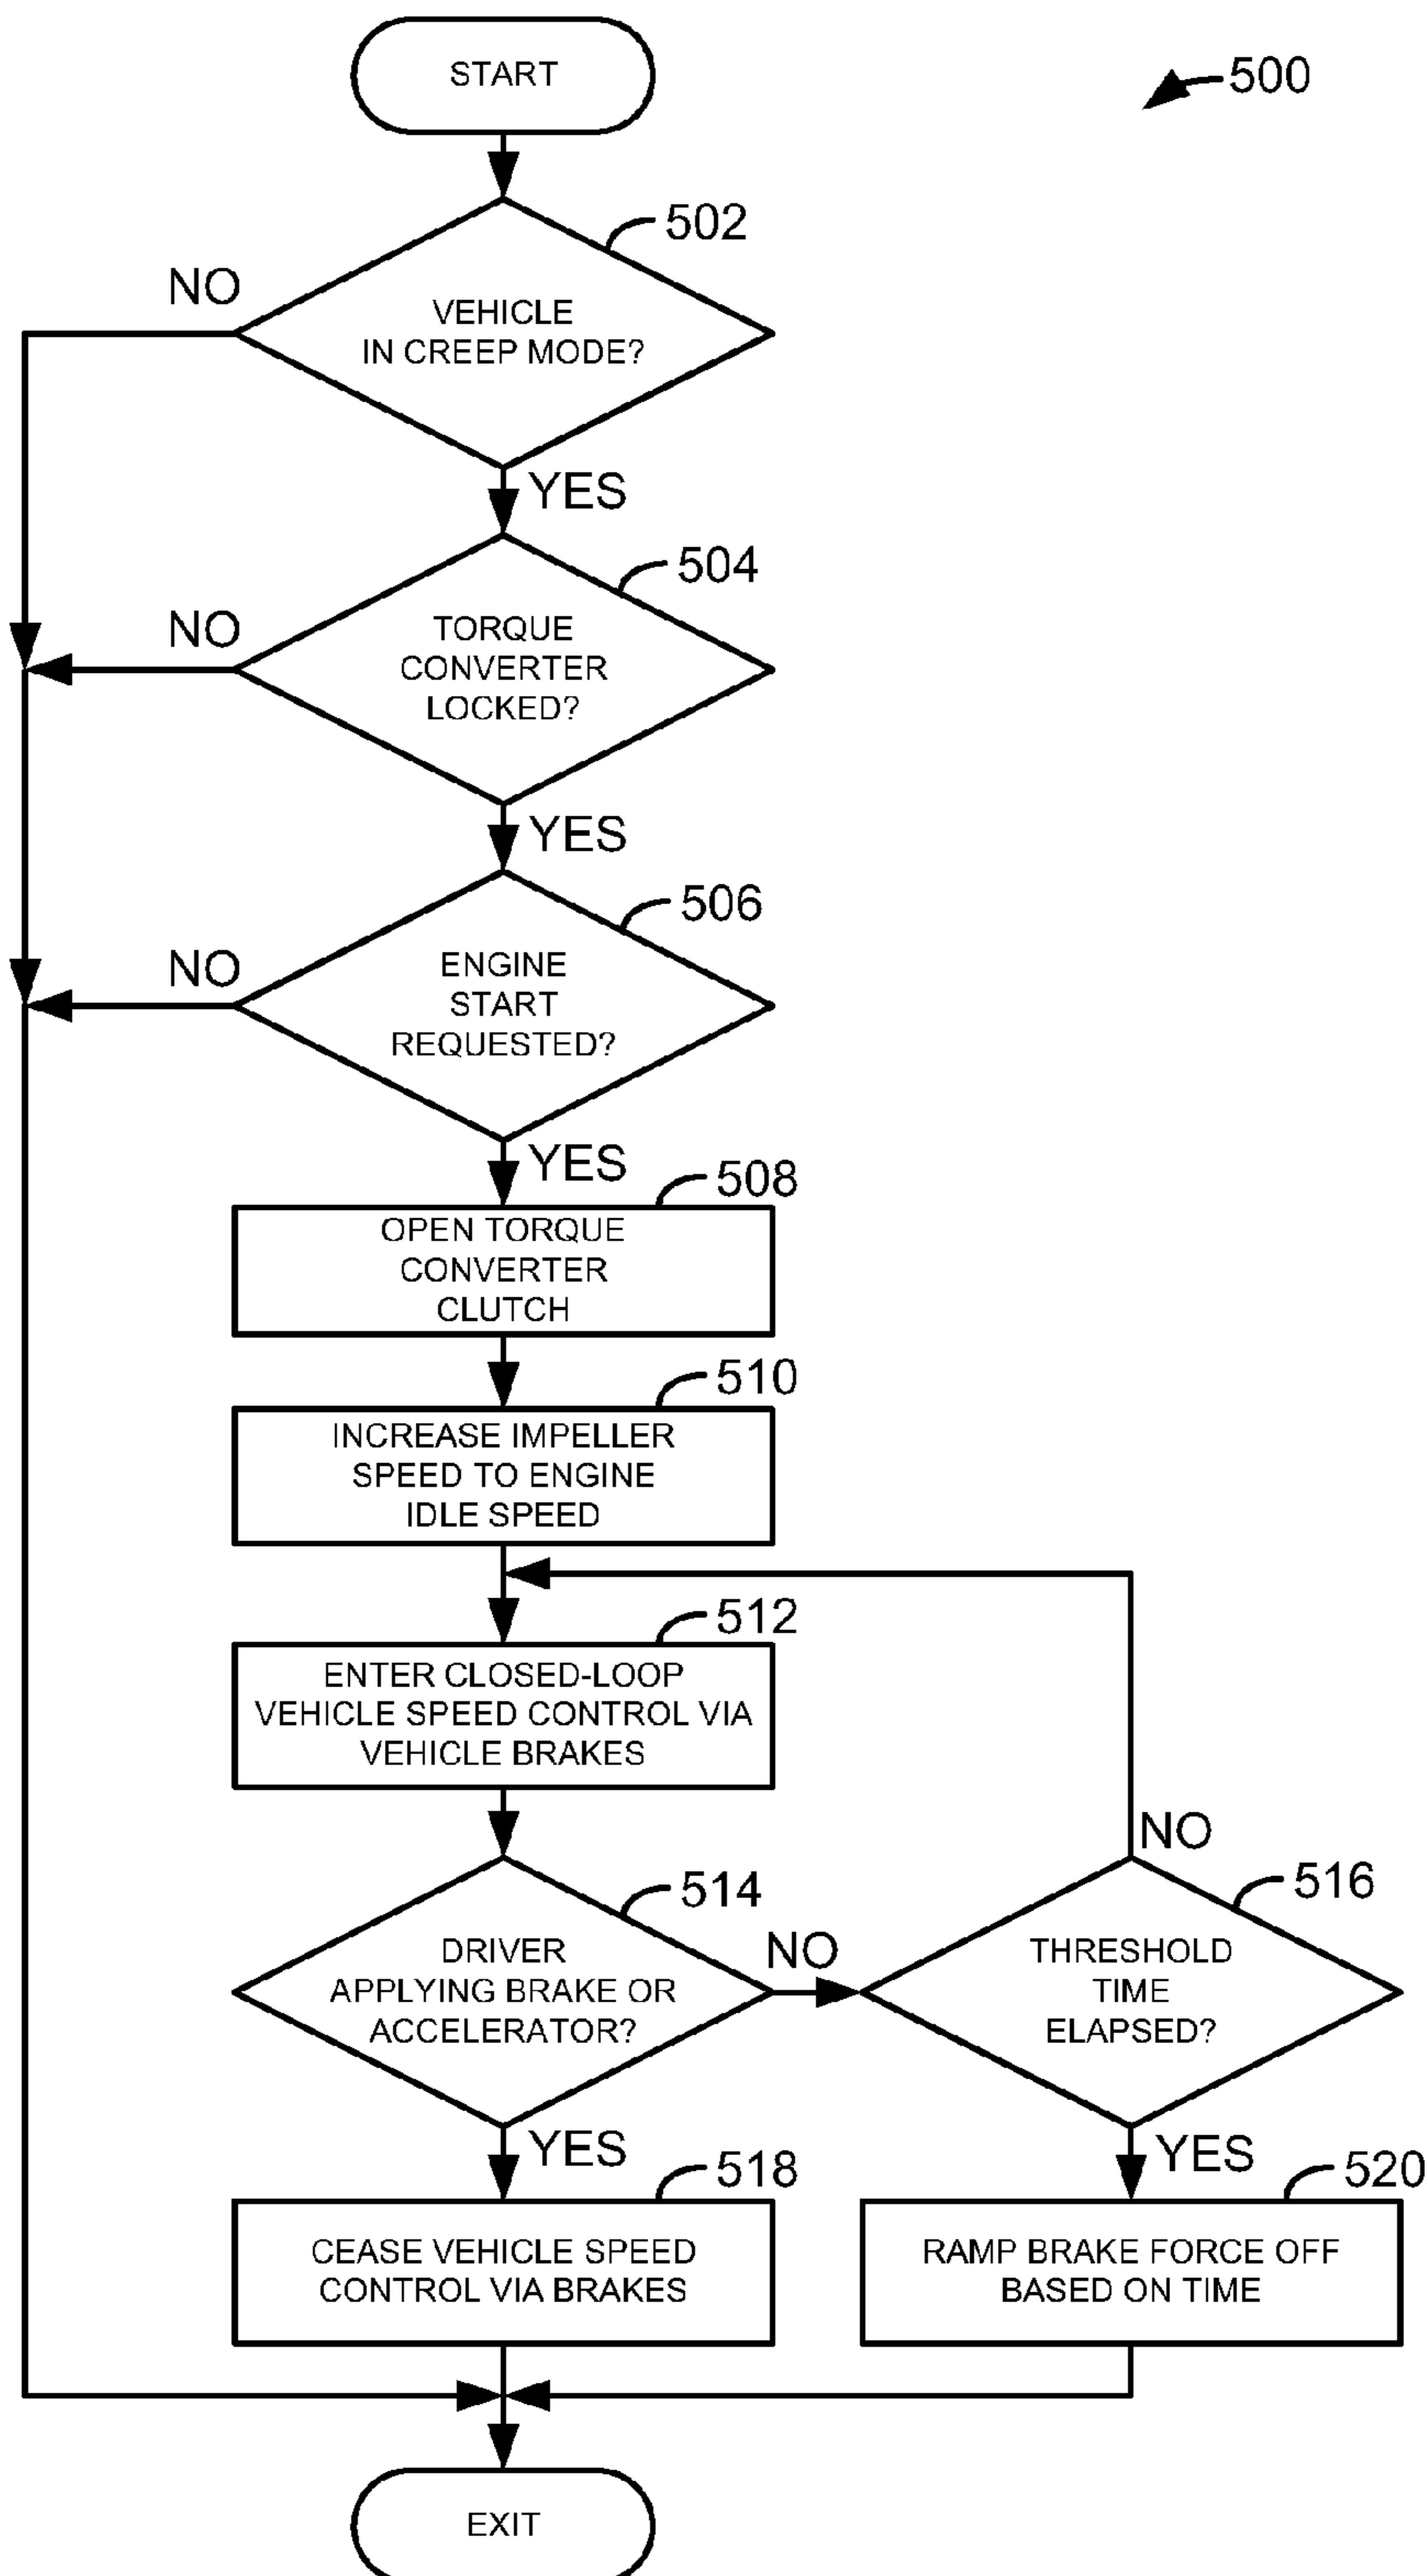 START
500
502
NO
VEHICLE
IN CREEP MODE?
YES
504
NO
TORQUE
CONVERTER
LOCKED?
YES
506
NO
ENGINE
START
REQUESTED?
YES
508
OPEN TORQUE
CONVERTER
CLUTCH
510
INCREASE IMPELLER
SPEED TO ENGINE
IDLE SPEED
512
ENTER CLOSED-LOOP
VEHICLE SPEED CONTROL VIA
VEHICLE BRAKES
NO
514
516
DRIVER
APPLYING BRAKE OR
ACCELERATOR?
NO
THRESHOLD
TIME
ELAPSED?
YES
YES
518
520
CEASE VEHICLE SPEED
CONTROL VIA BRAKES
RAMP BRAKE FORCE OFF
BASED ON TIME
EXIT